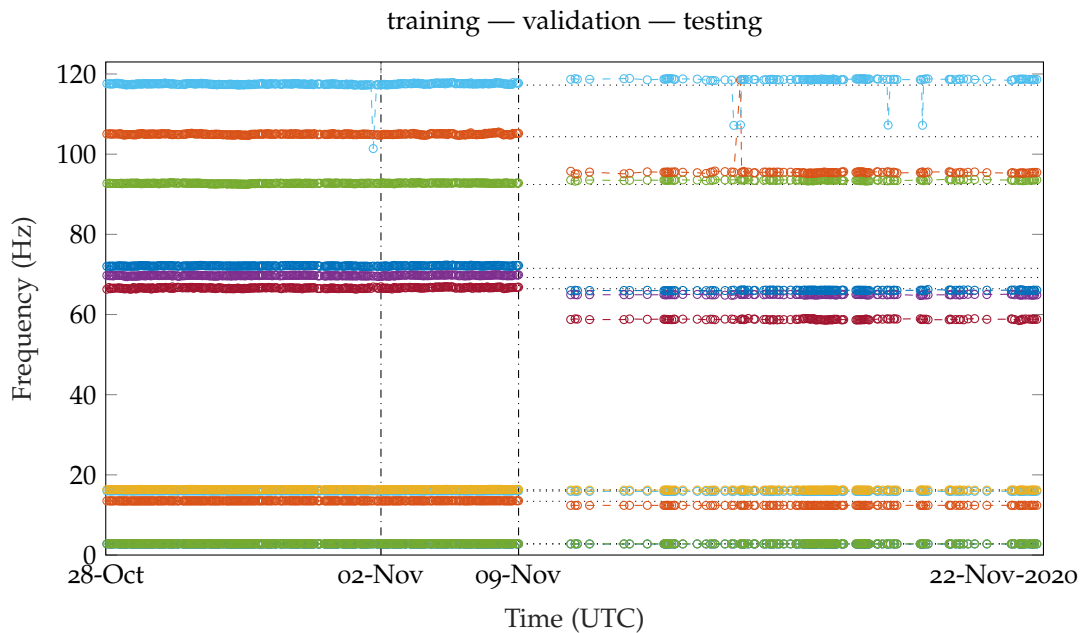 training — validation — testing
120
100
80
60
40
20
0
Frequency (Hz)
28-Oct 02-Nov 09-Nov 22-Nov-2020
Time (UTC)